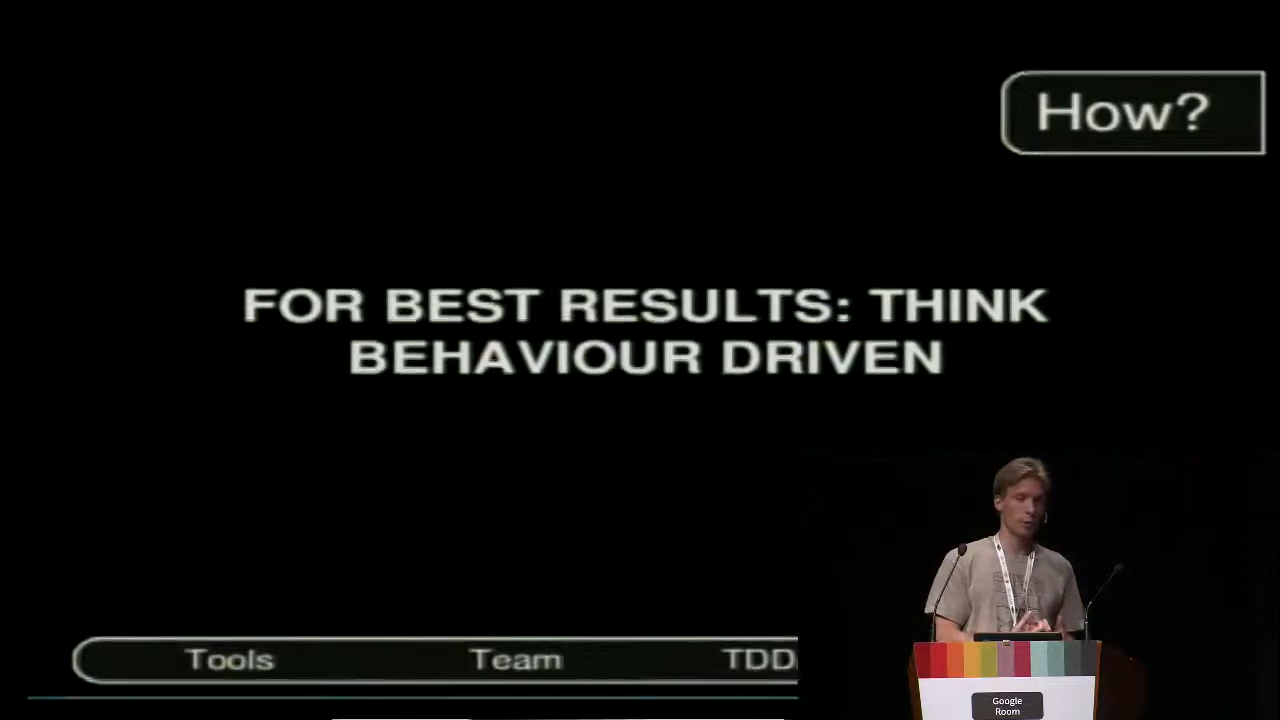 How?
FOR BEST RESULTS: THINK
BEHAVIOUR DRIVEN
Tools
Team
TDD
Google
Room